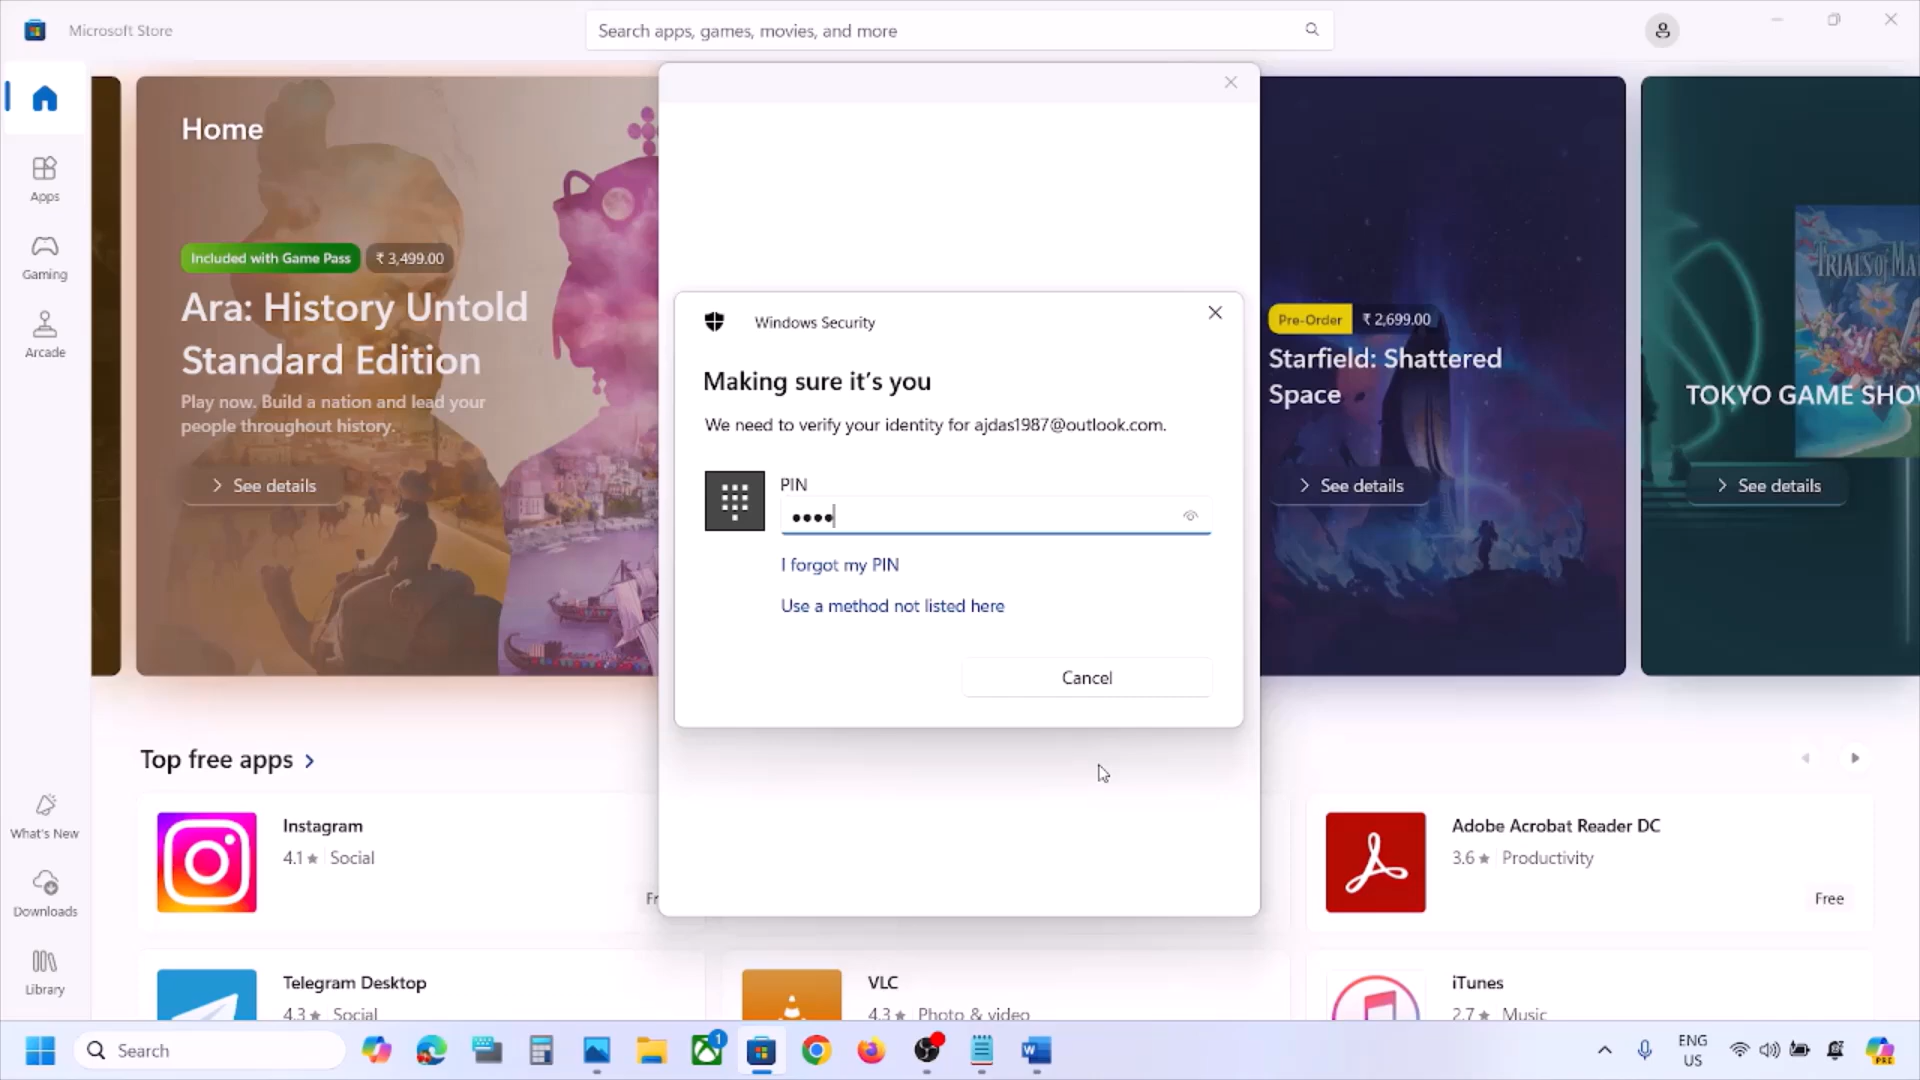 Microsoft Store
Search apps, games, movies, and more
Home
Apps
Gaming
Arcade
What's New
Downloads
Library
Included with Game Pass
₹ 3,499.00
Ara: History Untold
Standard Edition
Play now. Build a nation and lead your
people throughout history.
See details
Windows Security
Making sure it's you
We need to verify your identity for ajdas1987@outlook.com.
PIN
I forgot my PIN
Use a method not listed here
Cancel
Pre-Order
₹ 2,699.00
Starfield: Shattered
Space
See details
TRIALS of MA
TOKYO GAME SHO
See details
Top free apps
Instagram
4.1 ★ Social
Adobe Acrobat Reader DC
3.6 ★ Productivity
Free
Telegram Desktop
4.3 ★ Social
VLC
4.3 ★ Photo & video
iTunes
2.7 ★ Music
Search
1
W
PRE
ENG
US